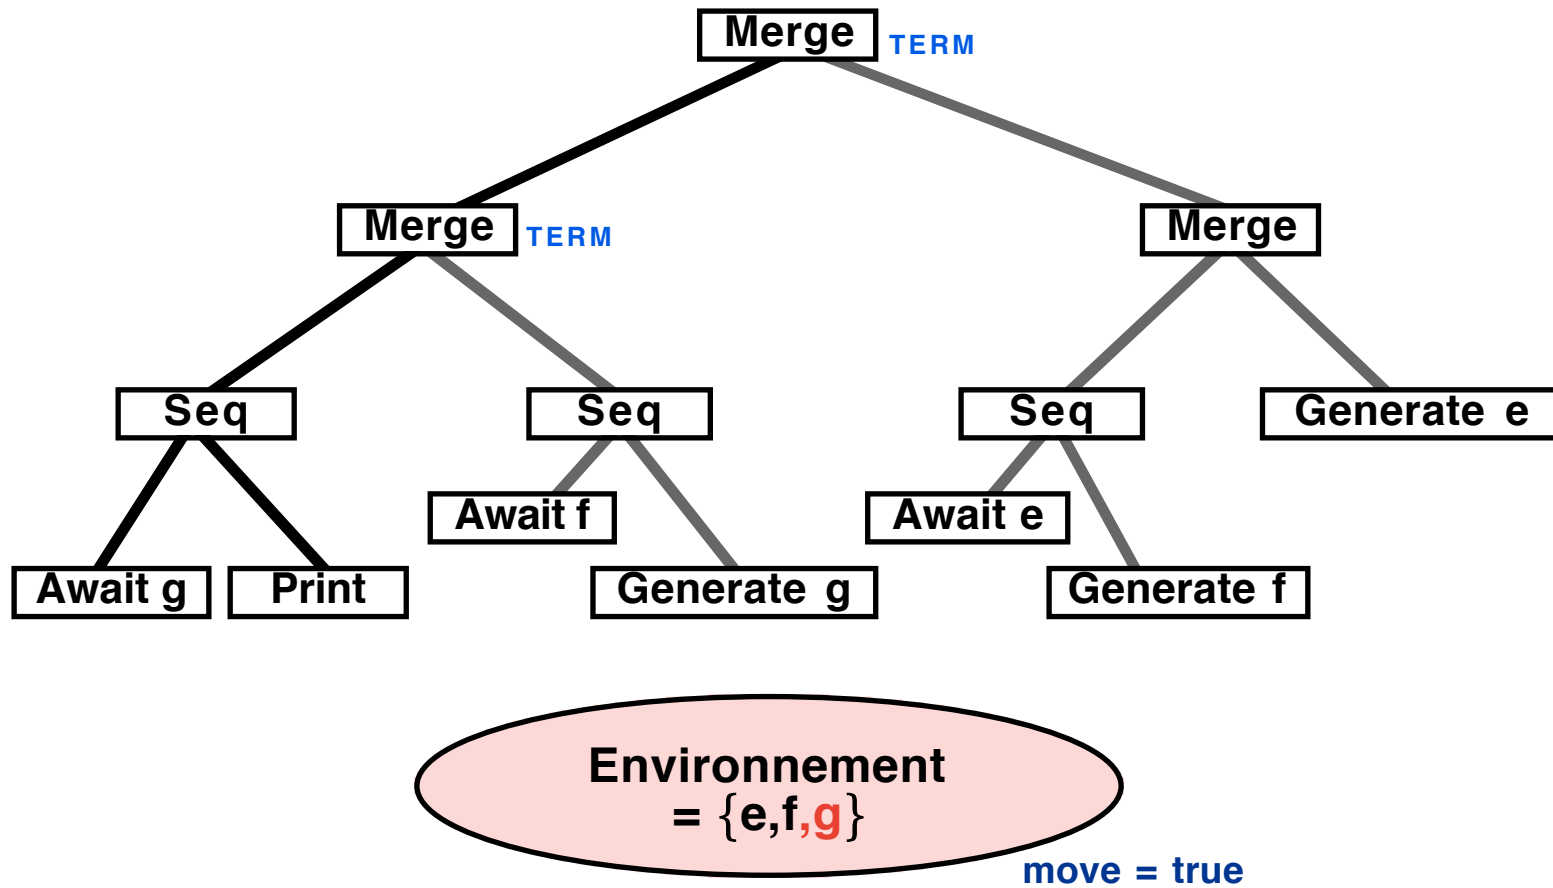 Merge TERM
Merge TERM Merge
Seq Seq Seq Generate e
Await f Await e
Await g Print Generate g Generate f
Environnement
= {e,f,g}
move = true